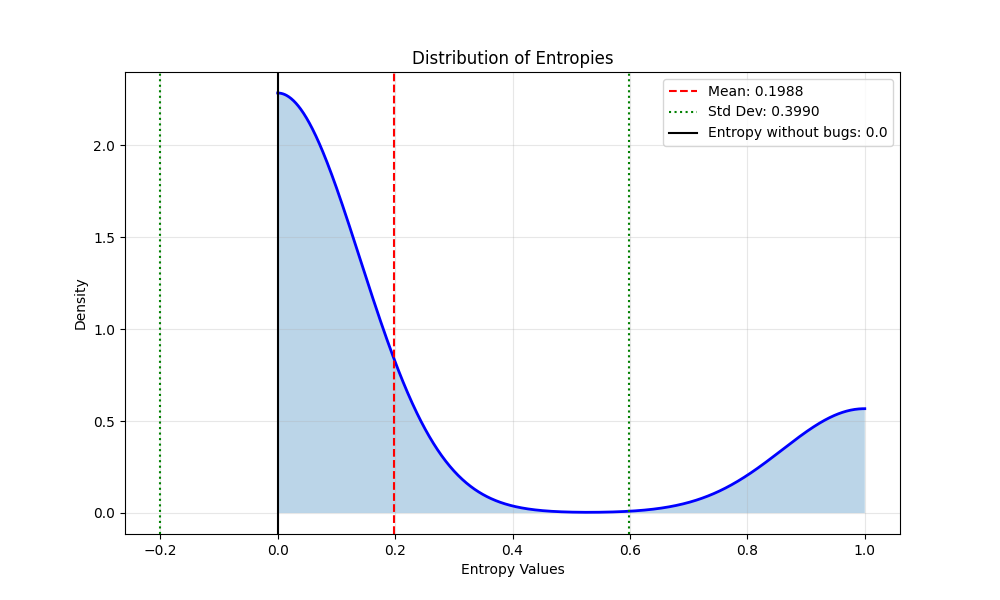 Distribution of Entropies
Mean: 0.1988
Std Dev: 0.3990
Entropy without bugs: 0.0
Density
2.0
1.5
1.0
0.5
0.0
−0.2
0.0
0.2
0.4
0.6
0.8
1.0
Entropy Values